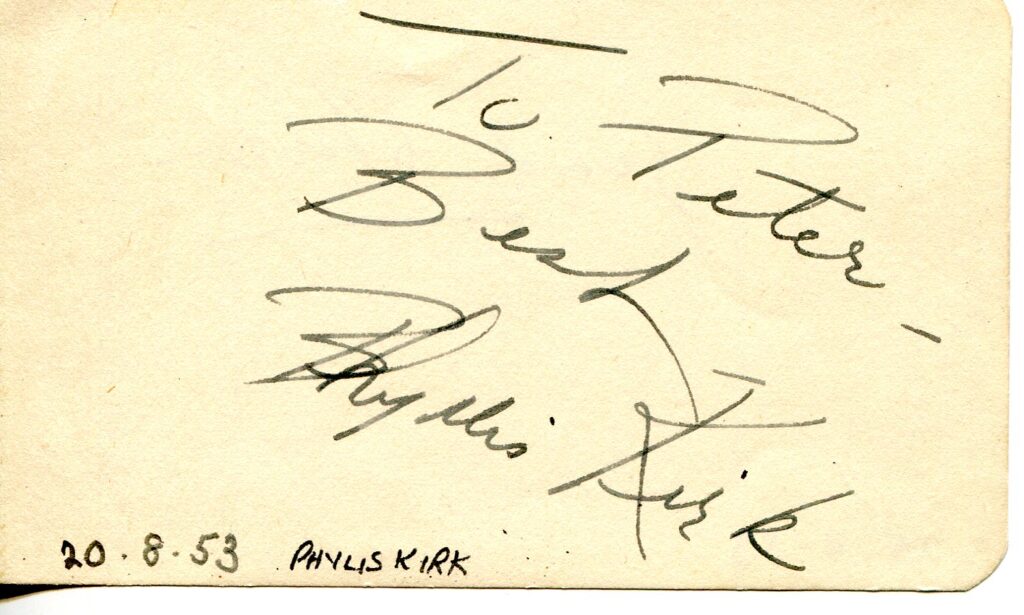 To Peter -
Best
Phyllis Kirk
20.8.53 PHYLIS KIRK